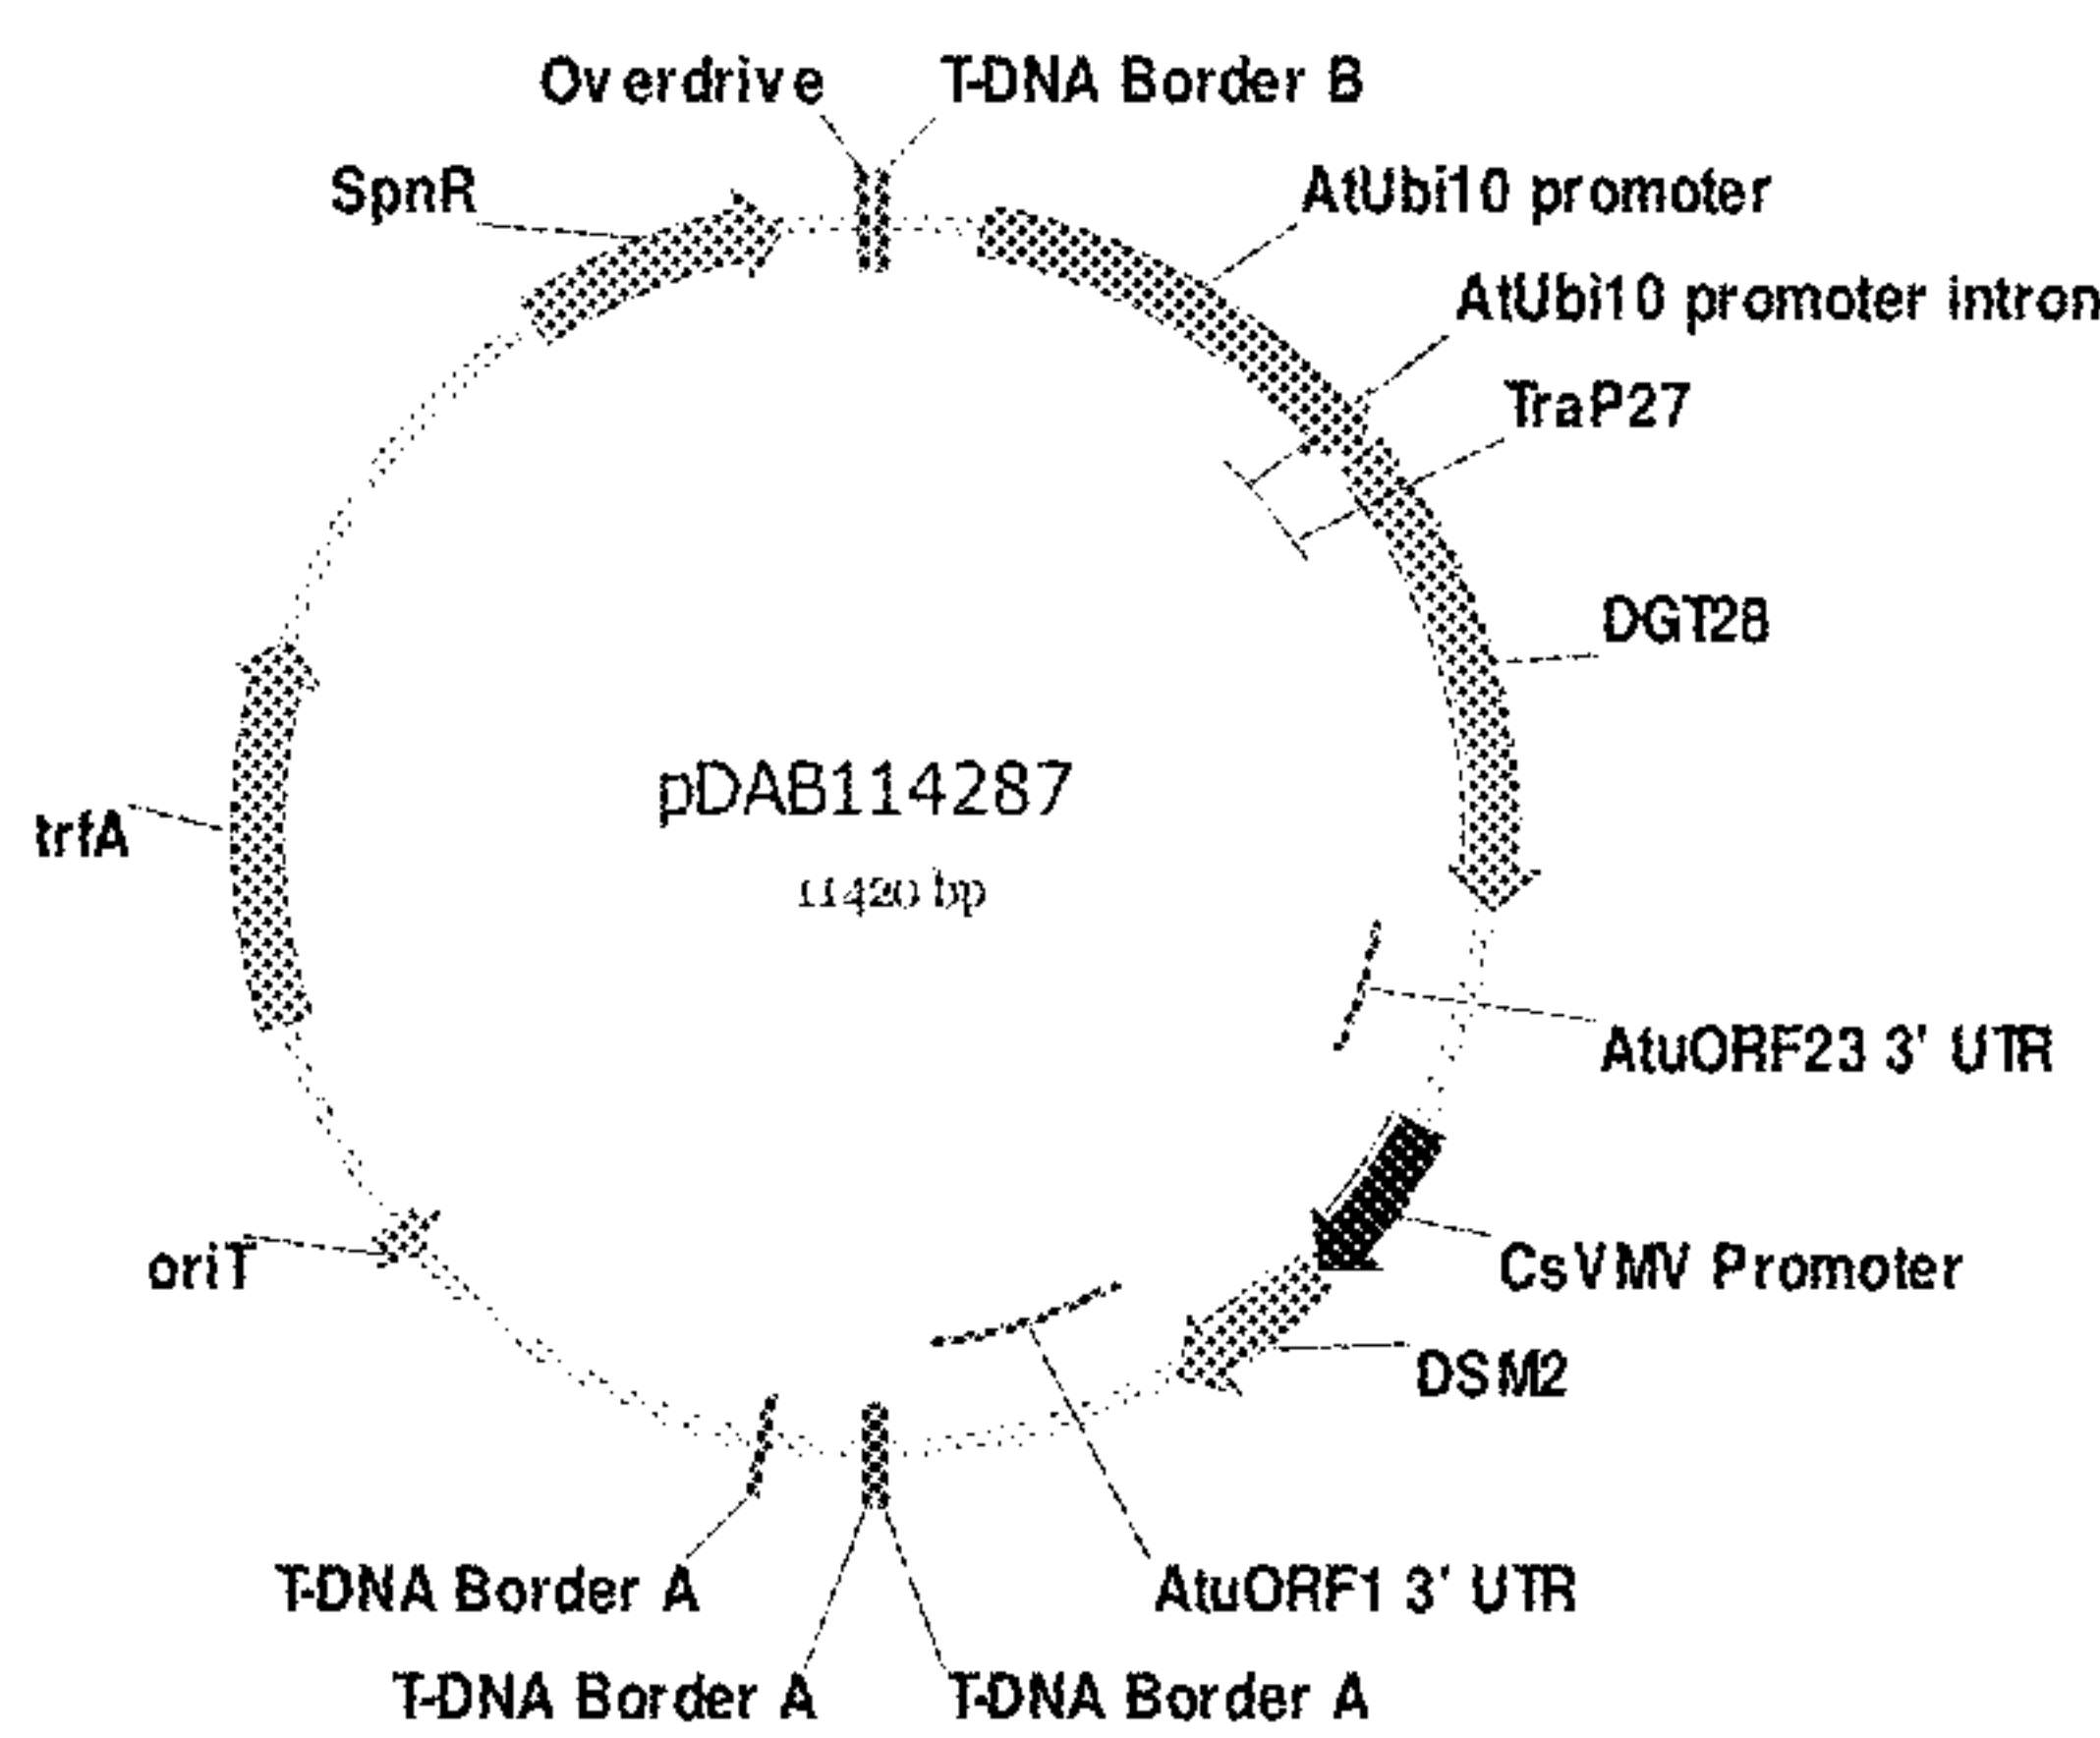 Overdrive
T-DNA Border B
SpnR
AtUbi10 promoter
AtUbi10 promoter intron
TraP27
DGT28
pDAB114287
11420 bp
trfA
AtuORF23 3' UTR
oriT
CsVMV Promoter
DSM2
T-DNA Border A
AtuORF1 3' UTR
T-DNA Border A
T-DNA Border A